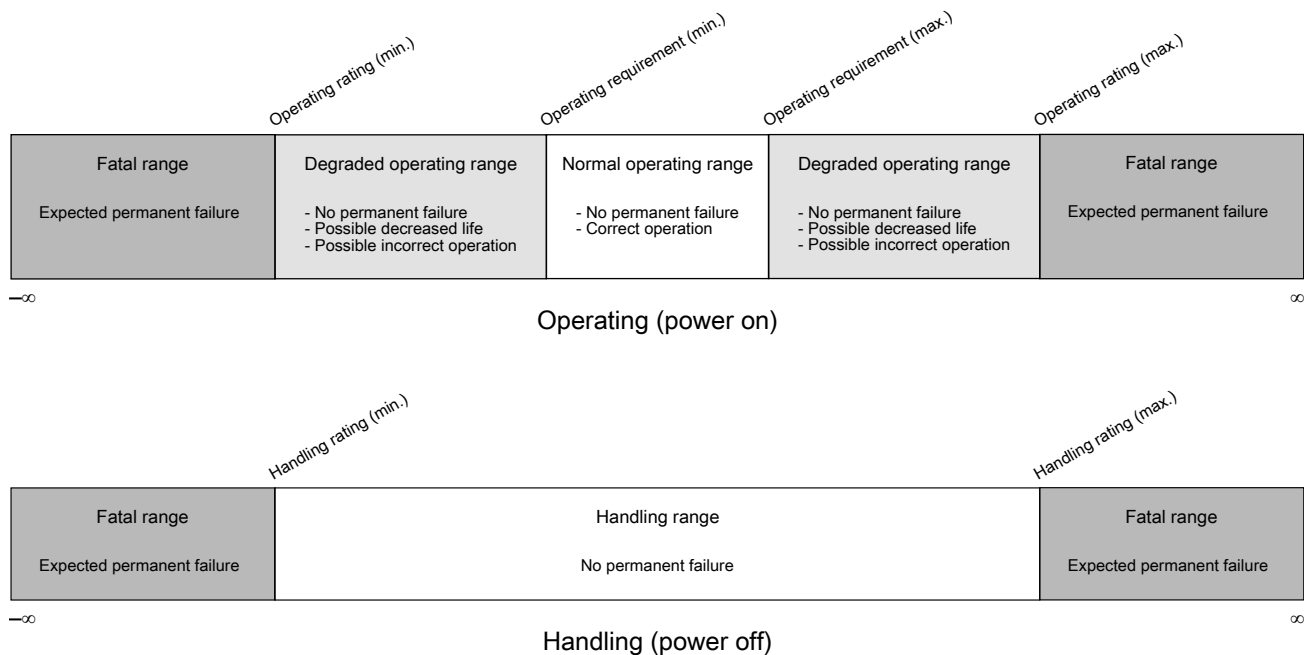 Operating rating (min.)
Operating requirement (min.)
Operating requirement (max.)
Operating rating (max.)
Fatal range
Expected permanent failure
Degraded operating range
- No permanent failure
- Possible decreased life
- Possible incorrect operation
Normal operating range
- No permanent failure
- Correct operation
Degraded operating range
- No permanent failure
- Possible decreased life
- Possible incorrect operation
Fatal range
Expected permanent failure
–∞
∞
Operating (power on)
Handling rating (min.)
Handling rating (max.)
Fatal range
Expected permanent failure
Handling range
No permanent failure
Fatal range
Expected permanent failure
–∞
∞
Handling (power off)